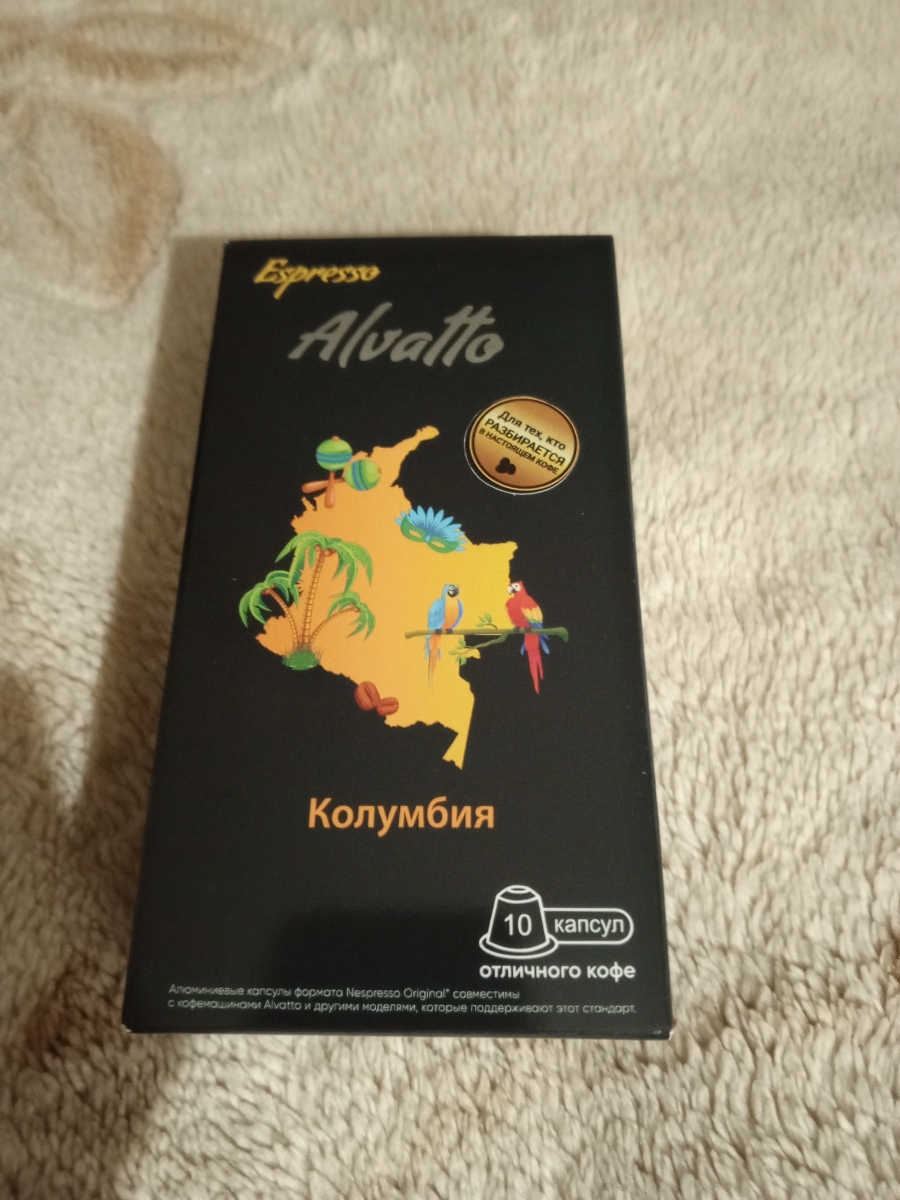 Espresso
Alvatto
Для тех, кто
РАЗБИРАЕТСЯ
В НАСТОЯЩЕМ КОФЕ
Колумбия
10 капсул
отличного кофе
Алюминиевые капсулы формата Nespresso Original* совместимы
с кофемашинами Alvatto и другими моделями, которые поддерживают этот стандарт.